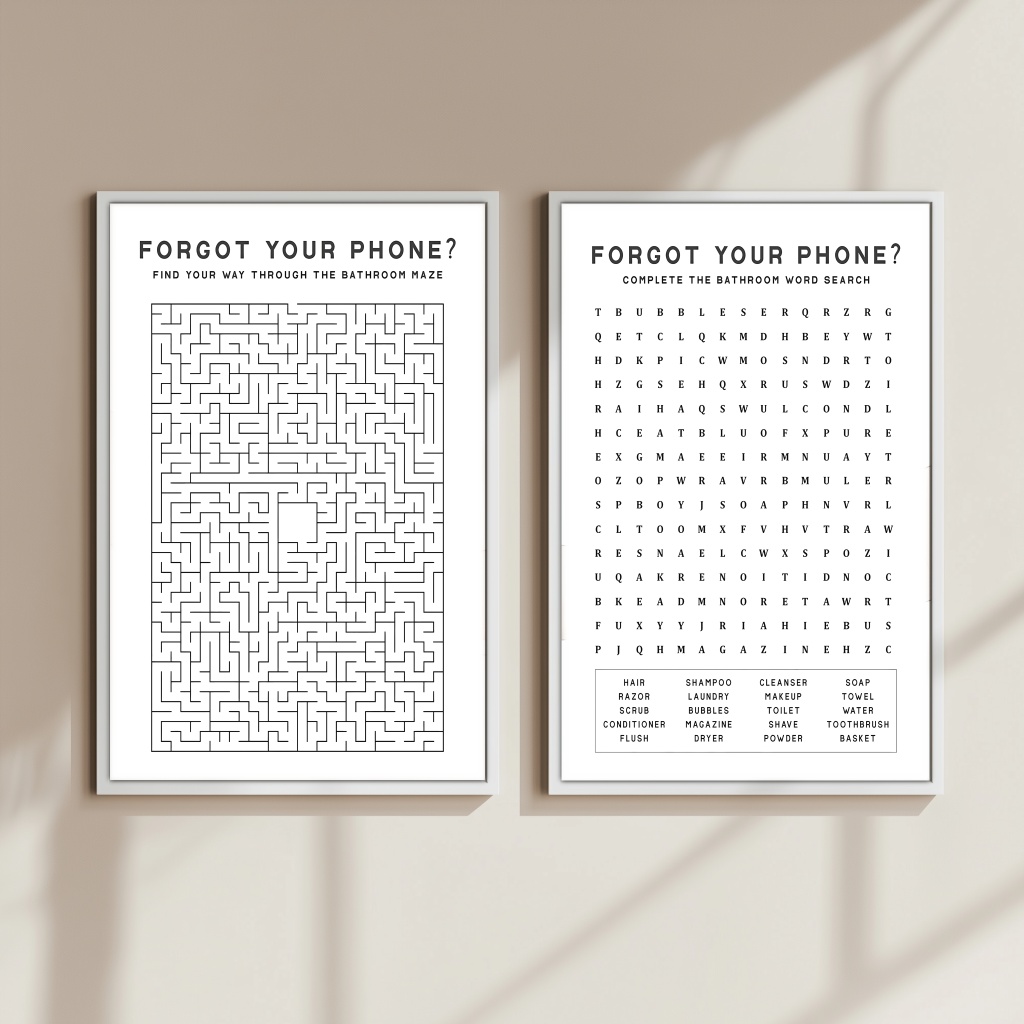 FORGOT YOUR PHONE?
FIND YOUR WAY THROUGH THE BATHROOM MAZE
FORGOT YOUR PHONE?
COMPLETE THE BATHROOM WORD SEARCH
T B U B B L E S E R Q R Z R G
Q E T C L Q K M D H B E Y W T
H D K P I C W M O S N D R T O
H Z G S E H Q X R U S W D Z I
R A I H A Q S W U L C O N D L
H C E A T B L U O F X P U R E
E X G M A E E I R M N U A Y T
O Z O P W R A V R B M U L E R
S P B O Y J S O A P H N V R L
C L T O O M X F V H V T R A W
R E S N A E L C W X S P O Z I
U Q A K R E N O I T I D N O C
B K E A D M N O R E T A W R T
F U X Y Y J R I A H I E B U S
P J Q H M A G A Z I N E H Z C
HAIR SHAMPOO CLEANSER SOAP
RAZOR LAUNDRY MAKEUP TOWEL
SCRUB BUBBLES TOILET WATER
CONDITIONER MAGAZINE SHAVE TOOTHBRUSH
FLUSH DRYER POWDER BASKET